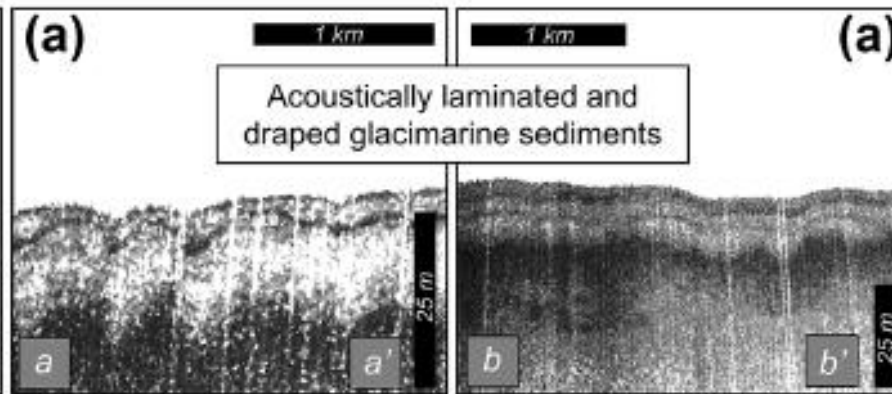 (a)
1 km
1 km
(a)
Acoustically laminated and
draped glacimarine sediments
25 m
25 m
a
a'
b
b'